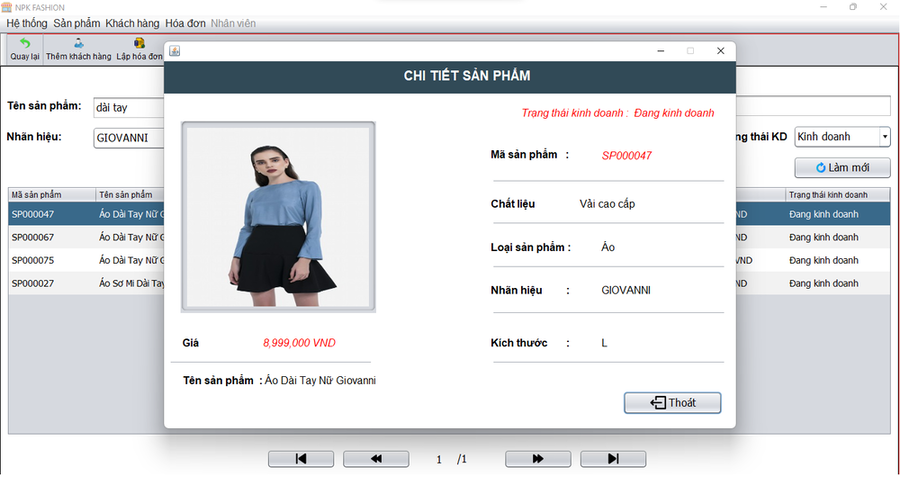 NPK FASHION
Hệ thống Sản phẩm Khách hàng Hóa đơn Nhân viên
Quay lại Thêm khách hàng Lập hóa đơn
CHI TIẾT SẢN PHẨM
Trạng thái kinh doanh : Đang kinh doanh
Tên sản phẩm: dài tay
Nhãn hiệu: GIOVANNI
ng thái KD Kinh doanh
Làm mới
Mã sản phẩm : SP000047
Chất liệu Vải cao cấp
Loại sản phẩm : Áo
Nhãn hiệu : GIOVANNI
Kích thước : L
Giá 8,999,000 VND
Tên sản phẩm : Áo Dài Tay Nữ Giovanni
Thoát
Mã sản phẩm Tên sản phẩm Trạng thái kinh doanh
SP000047 Áo Dài Tay Nữ G ND Đang kinh doanh
SP000067 Áo Dài Tay Nữ G ND Đang kinh doanh
SP000075 Áo Dài Tay Nữ G VND Đang kinh doanh
SP000027 Áo Sơ Mi Dài Tay ND Đang kinh doanh
1 /1